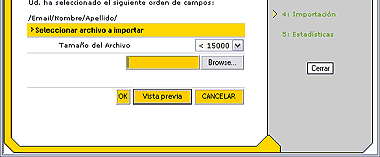 Ud. ha seleccionado el siguiente orden de campos:
/Email/Nombre/Apellido/
>Seleccionar archivo a importar
Tamaño del Archivo < 15000
Browse...
OK Vista previa CANCELAR
4: Importación
5: Estadísticas
Cerrar